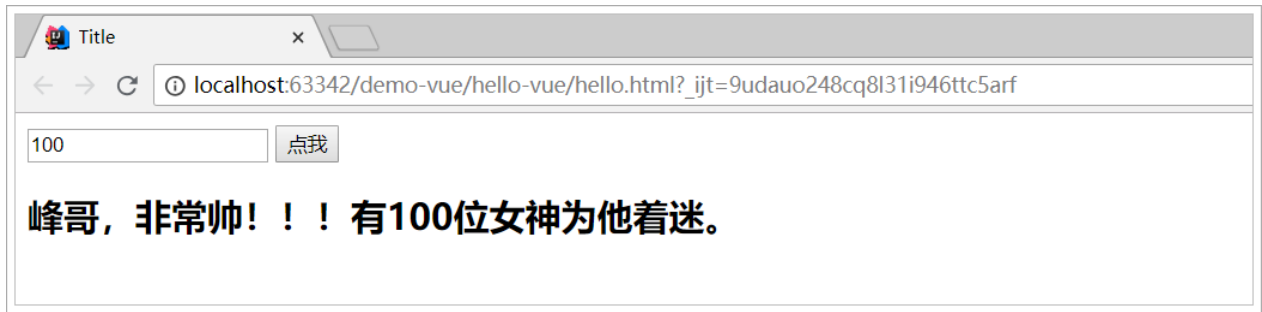 Title
localhost:63342/demo-vue/hello-vue/hello.html?_ijt=9udauo248cq8l31i946ttc5arf
100 点我
峰哥，非常帅！！！有100位女神为他着迷。